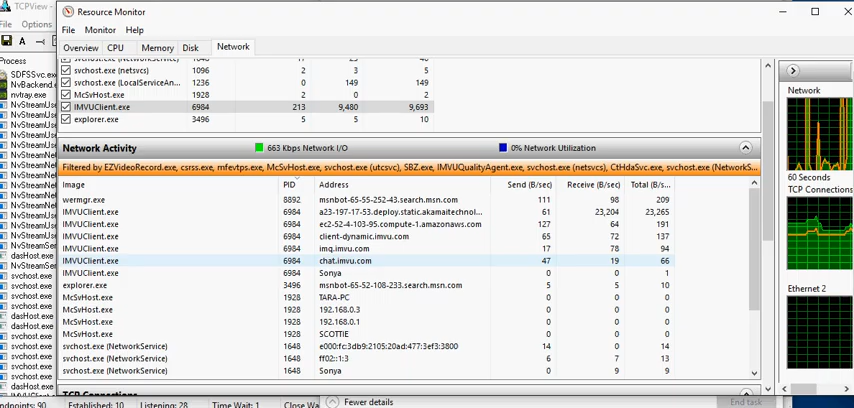 TCPView -
File Options
Process
SDFSSvc.exe
NvBackend.e
nvtray.exe
NvStreamUse
NvStreamUse
NvStreamUse
NvStreamUse
NvStreamNet
NvStreamUse
NvStreamUse
NvStreamUse
NvStreamUse
NvStreamNet
NvStreamNet
NvStreamUse
NvStreamSer
dasHost.exe
NvStreamSer
svchost.exe
svchost.exe
svchost.exe
dasHost.exe
dasHost.exe
svchost.exe
svchost.exe
svchost.exe
svchost.exe
svchost.exe
Endpoints: 90 Established: 10 Listening: 28 Time Wait: 1 Close Wa
Resource Monitor
File Monitor Help
Overview CPU Memory Disk Network
svchost.exe (NetworkService) 1648
svchost.exe (netsvcs) 1096 2 3 5
svchost.exe (LocalServiceAn... 1236 0 149 149
McSvHost.exe 1928 2 0 2
IMVUClient.exe 6984 213 9,480 9,693
explorer.exe 3496 5 5 10
Network Activity 663 Kbps Network I/O 0% Network Utilization
Filtered by EZVideoRecord.exe, csrss.exe, mfevtps.exe, McSvHost.exe, svchost.exe (utcsvc), SBZ.exe, IMVUQualityAgent.exe, svchost.exe (netsvcs), CtHdaSvc.exe, svchost.exe (NetworkS...
Image PID Address Send (B/sec) Receive (B/sec) Total (B/s...
wermgr.exe 8892 msnbot-65-55-252-43.search.msn.com 111 98 209
IMVUClient.exe 6984 a23-197-17-53.deploy.static.akamaitechnol... 61 23,204 23,265
IMVUClient.exe 6984 ec2-52-4-103-95.compute-1.amazonaws.com 127 64 191
IMVUClient.exe 6984 client-dynamic.imvu.com 65 72 137
IMVUClient.exe 6984 imq.imvu.com 17 78 94
IMVUClient.exe 6984 chat.imvu.com 47 19 66
IMVUClient.exe 6984 Sonya 0 0 1
explorer.exe 3496 msnbot-65-52-108-233.search.msn.com 5 5 10
McSvHost.exe 1928 TARA-PC 0 0 0
McSvHost.exe 1928 192.168.0.3 0 0 0
McSvHost.exe 1928 192.168.0.1 0 0 0
McSvHost.exe 1928 SCOTTIE 0 0 0
svchost.exe (NetworkService) 1648 e000:fc:3db9:2105:20ad:477:3ef3:3800 14 0 14
svchost.exe (NetworkService) 1648 ff02::1:3 6 7 13
svchost.exe (NetworkService) 1648 Sonya 0 9 9
TCP Connections
Network
60 Seconds
TCP Connections
Ethernet 2
Fewer details End task